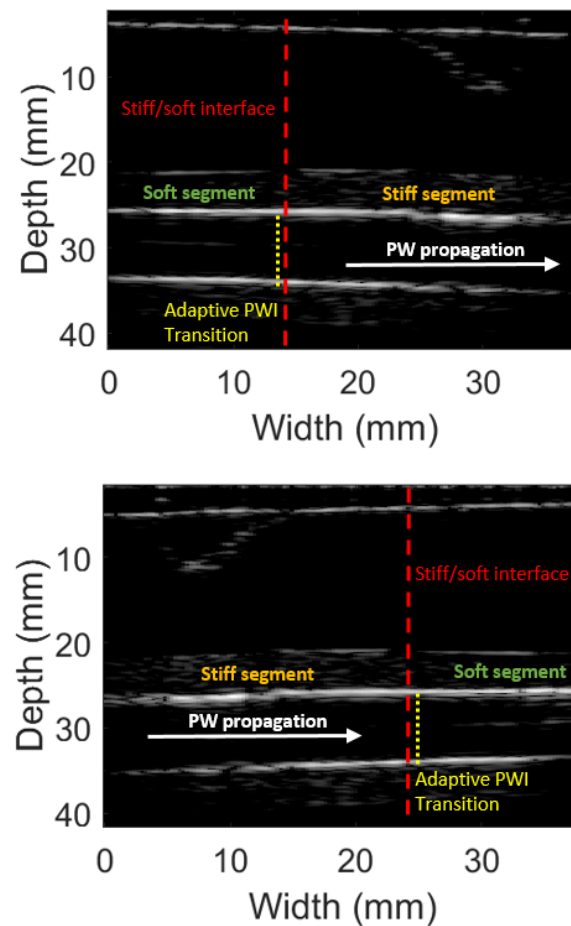 10
20
30
40
Depth (mm)
Stiff/soft interface
Soft segment
Stiff segment
PW propagation
Adaptive PWI
Transition
0
10
20
30
Width (mm)
10
20
30
40
Depth (mm)
Stiff/soft interface
Stiff segment
Soft segment
PW propagation
Adaptive PWI
Transition
0
10
20
30
Width (mm)